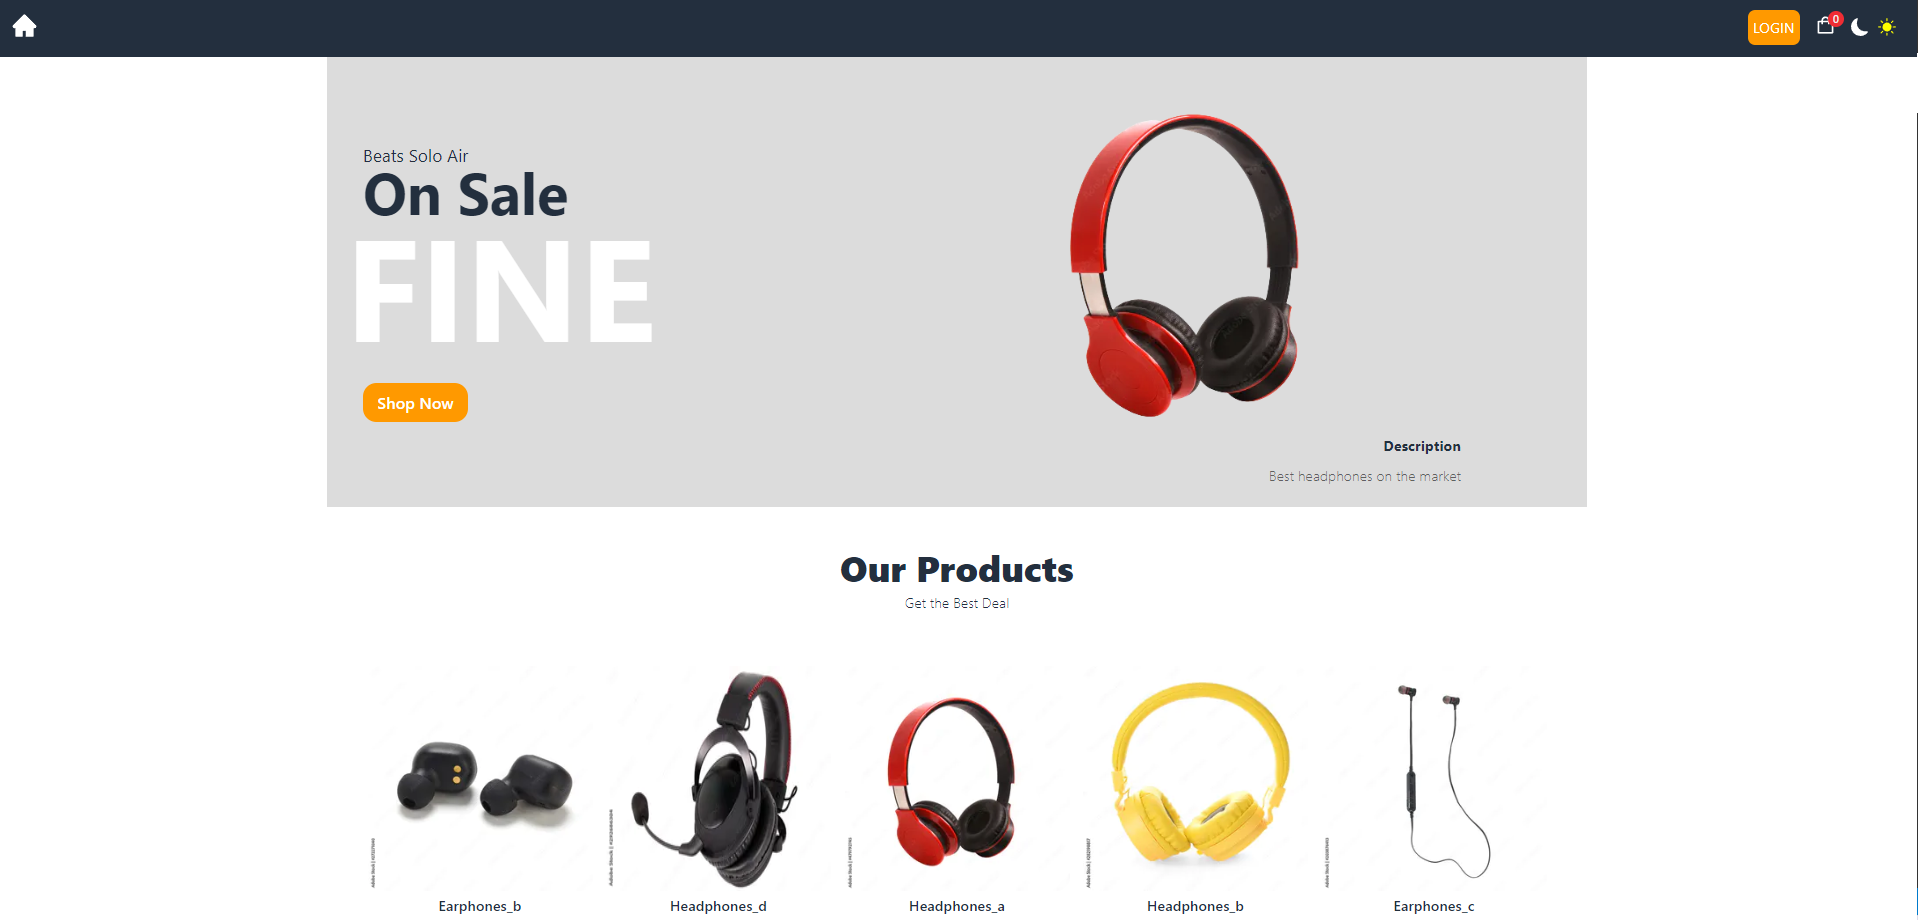 LOGIN
0
Beats Solo Air
On Sale
FINE
Shop Now
Description
Best headphones on the market
Our Products
Get the Best Deal
Earphones_b
Headphones_d
Headphones_a
Headphones_b
Earphones_c